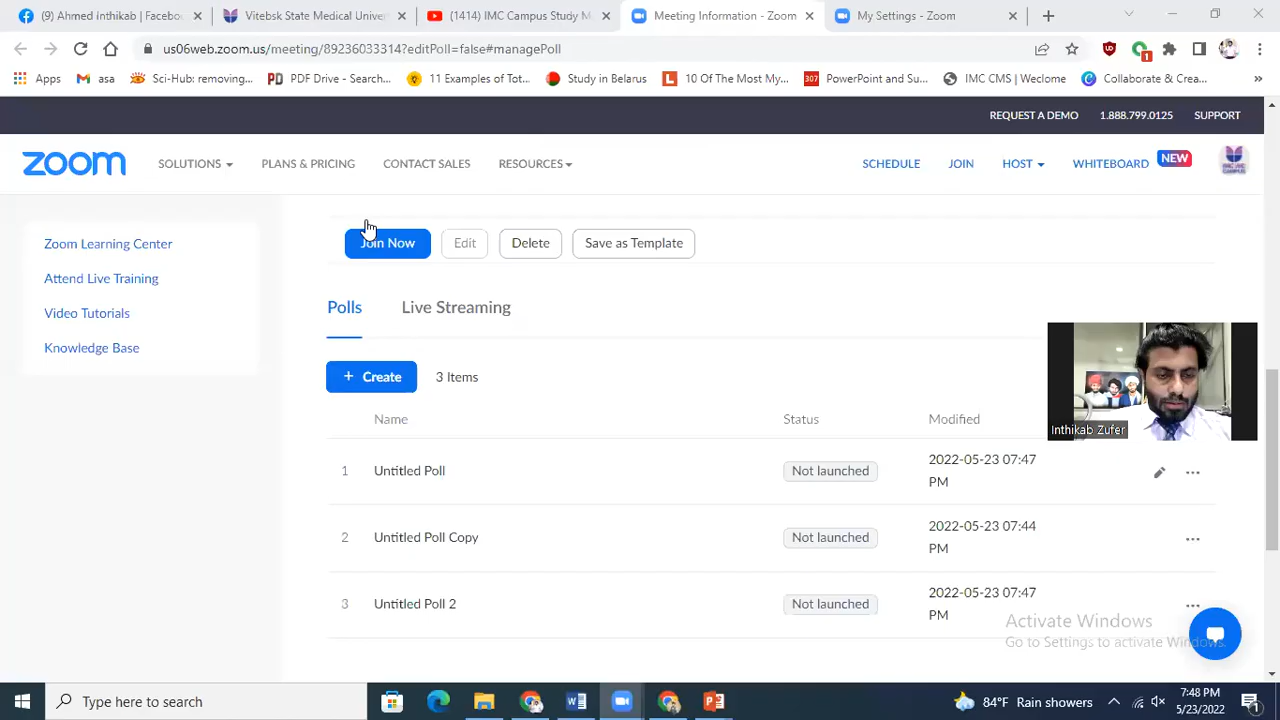 (9) Ahmed inthikab | Facebo
Vitebsk State Medical Univer
(1414) IMC Campus Study M
Meeting Information - Zoom
My Settings - Zoom
us06web.zoom.us/meeting/89236033314?editPoll=false#managePoll
Apps
asa
Sci-Hub: removing...
PDF Drive - Search...
11 Examples of Tot...
Study in Belarus
10 Of The Most My...
PowerPoint and Su...
IMC CMS | Weclome
Collaborate & Crea...
REQUEST A DEMO 1.888.799.0125 SUPPORT
zoom SOLUTIONS PLANS & PRICING CONTACT SALES RESOURCES SCHEDULE JOIN HOST WHITEBOARD NEW
Zoom Learning Center
Attend Live Training
Video Tutorials
Knowledge Base
Join Now Edit Delete Save as Template
Polls Live Streaming
+ Create 3 Items
Name Status Modified
1 Untitled Poll Not launched 2022-05-23 07:47
PM
2 Untitled Poll Copy Not launched 2022-05-23 07:44
PM
3 Untitled Poll 2 Not launched 2022-05-23 07:47
PM
Inthikab Zufer
Activate Windows
Go to Settings to activate Windows.
Type here to search
84°F Rain showers
7:48 PM
5/23/2022